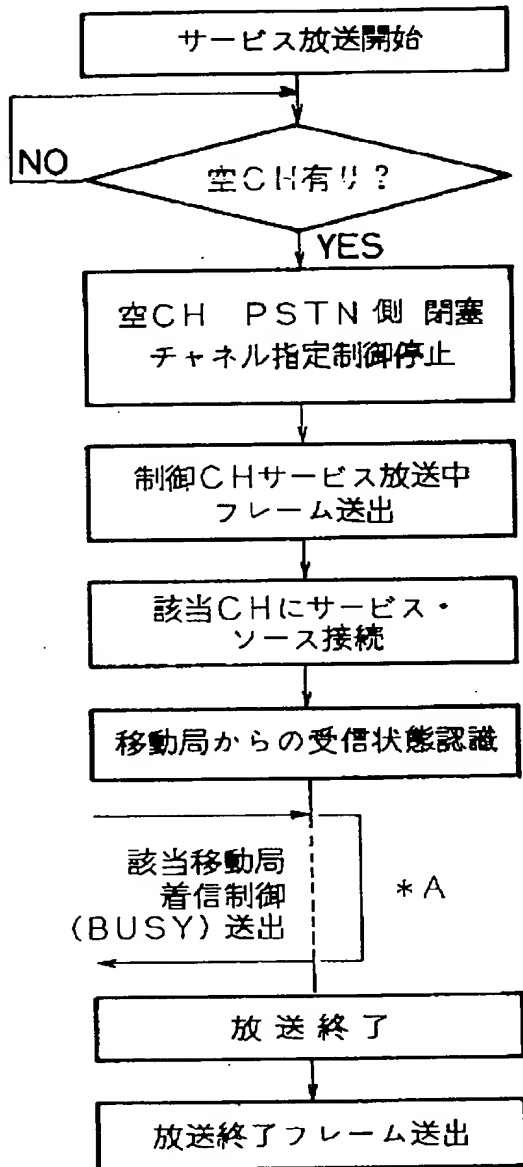 サービス放送開始
NO
空CH有り?
YES
空CH PSTN側 閉塞
チャネル指定制御停止
制御CHサービス放送中
フレーム送出
該当CHにサービス・
ソース接続
移動局からの受信状態認識
該当移動局
着信制御
(BUSY)送出
*A
放送終了
放送終了フレーム送出